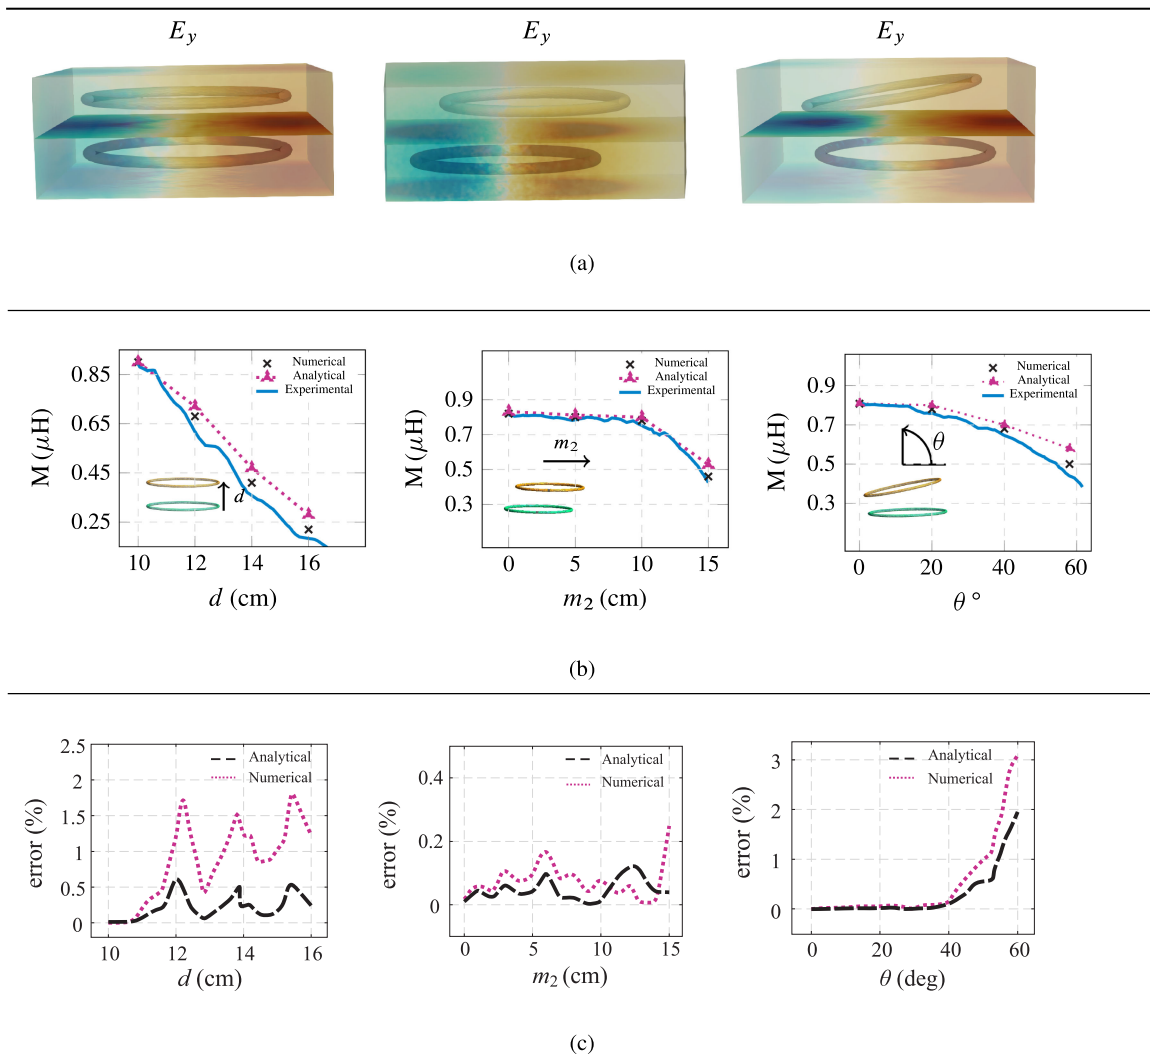 E_y E_y E_y
(a)
M (μH)
0.85
0.65
0.45
0.25
Numerical
Analytical
Experimental
d
10 12 14 16
d (cm)
M (μH)
0.9
0.7
0.5
0.3
Numerical
Analytical
Experimental
m_2
0 5 10 15
m_2 (cm)
M (μH)
0.9
0.7
0.5
0.3
Numerical
Analytical
Experimental
θ
0 20 40 60
θ °
(b)
error (%)
2.5
2
1.5
1
0.5
0
Analytical
Numerical
10 12 14 16
d (cm)
error (%)
0.4
0.2
0
Analytical
Numerical
0 5 10 15
m_2 (cm)
error (%)
3
2
1
0
Analytical
Numerical
0 20 40 60
θ (deg)
(c)